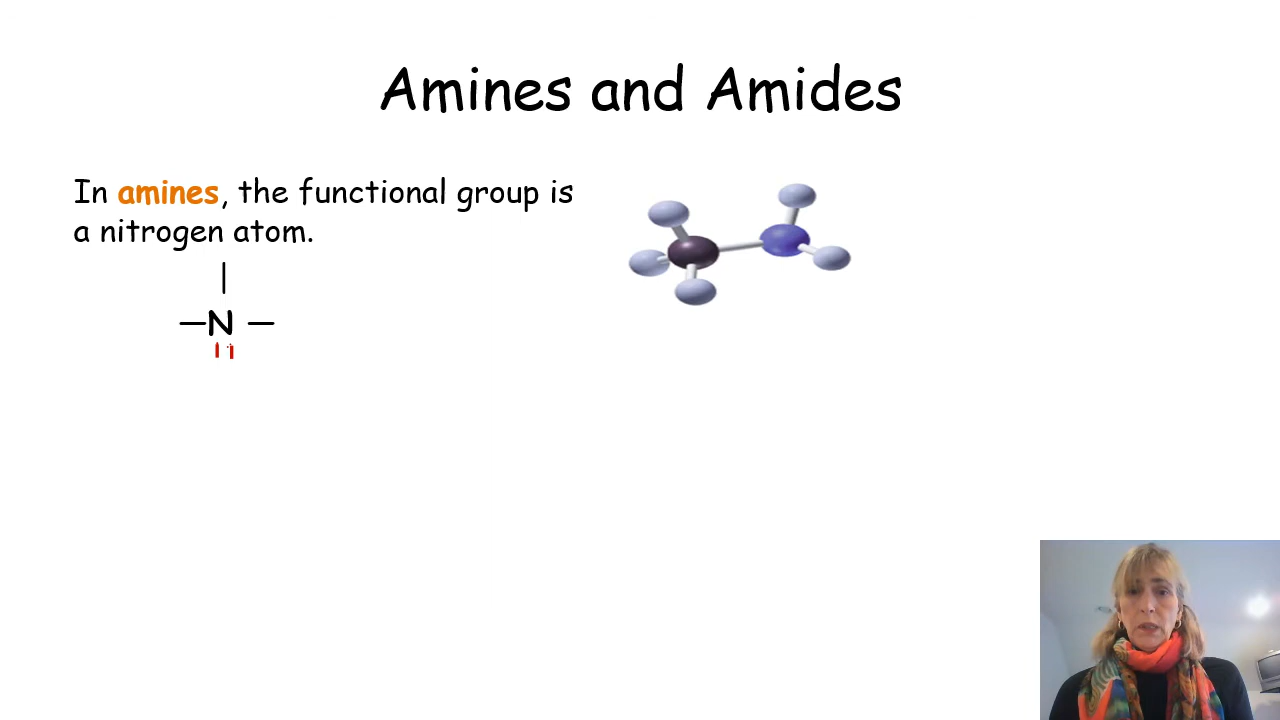 Amines and Amides
In amines, the functional group is
a nitrogen atom.
N